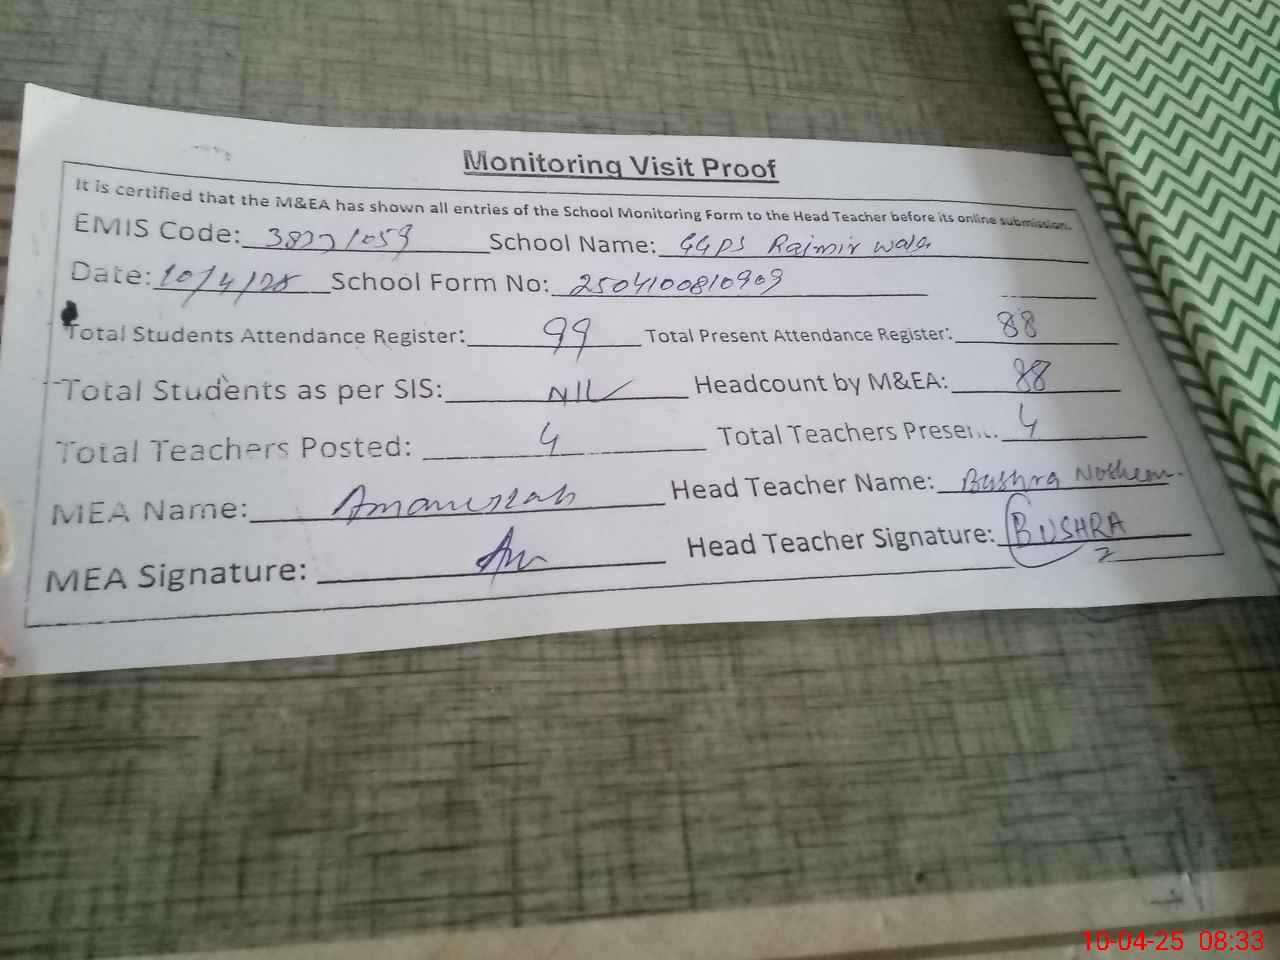 Monitoring Visit Proof
It is certified that the M&EA has shown all entries of the School Monitoring Form to the Head Teacher before its online submission.
EMIS Code: 38221059 School Name: GGPS Rajmir wala
Date: 10/4/25 School Form No: 2504100810909
Total Students Attendance Register: 99 Total Present Attendance Register: 88
Total Students as per SIS: NIL Headcount by M&EA: 88
Total Teachers Posted: 4 Total Teachers Present: 4
MEA Name: Head Teacher Name: Bushra Nosheen
MEA Signature: Head Teacher Signature: BUSHRA
10-04-25 08:33